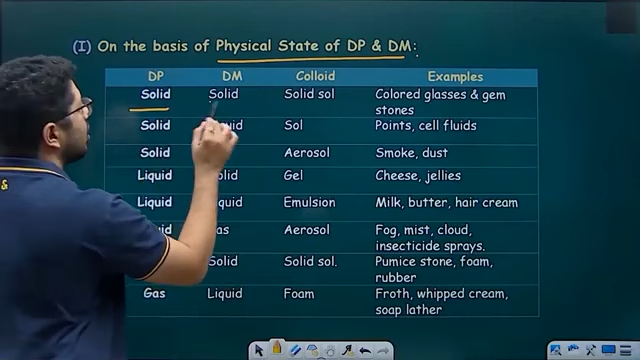 (I) On the basis of Physical State of DP & DM:
DP DM Colloid Examples
Solid Solid Solid sol Colored glasses & gem
stones
Solid Sol Points, cell fluids
Solid Aerosol Smoke, dust
Liquid Gel Cheese, jellies
Liquid Emulsion Milk, butter, hair cream
Aerosol Fog, mist, cloud,
insecticide sprays.
Solid Solid sol. Pumice stone, foam,
rubber
Gas Liquid Foam Froth, whipped cream,
soap lather